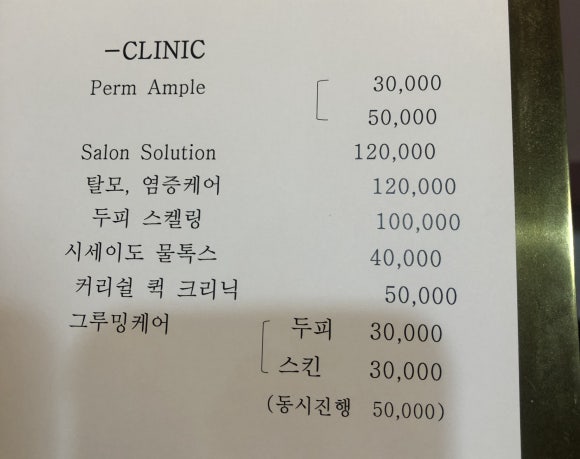 -CLINIC
Perm Ample 30,000
50,000
Salon Solution 120,000
탈모, 염증케어 120,000
두피 스켈링 100,000
시세이도 물톡스 40,000
커리쉴 퀵 크리닉 50,000
그루밍케어 두피 30,000
스킨 30,000
(동시진행 50,000)